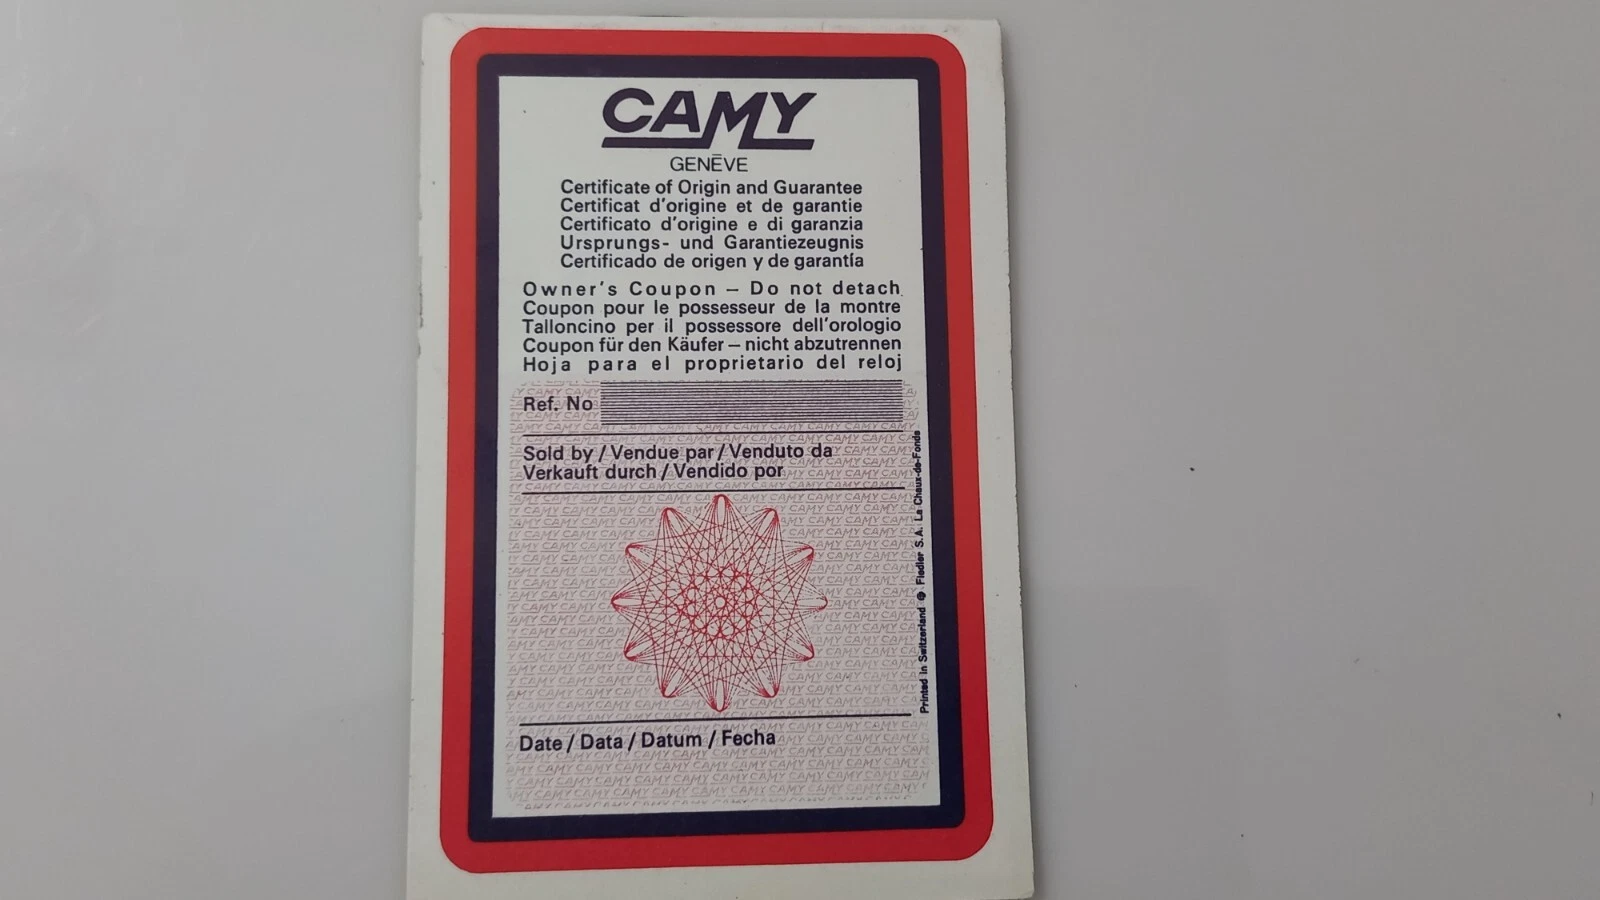 CAMY
GENĒVE
Certificate of Origin and Guarantee
Certificat d'origine et de garantie
Certificato d'origine e di garanzia
Ursprungs- und Garantiezeugnis
Certificado de origen y de garantía
Owner's Coupon – Do not detach
Coupon pour le possesseur de la montre
Talloncino per il possessore dell'orologio
Coupon für den Käufer – nicht abzutrennen
Hoja para el proprietario del reloj
Ref. No
Sold by / Vendue par / Venduto da
Verkauft durch / Vendido por
Date / Data / Datum / Fecha
Printed in Switzerland Fiedler S.A. La Chaux-de-Fonds